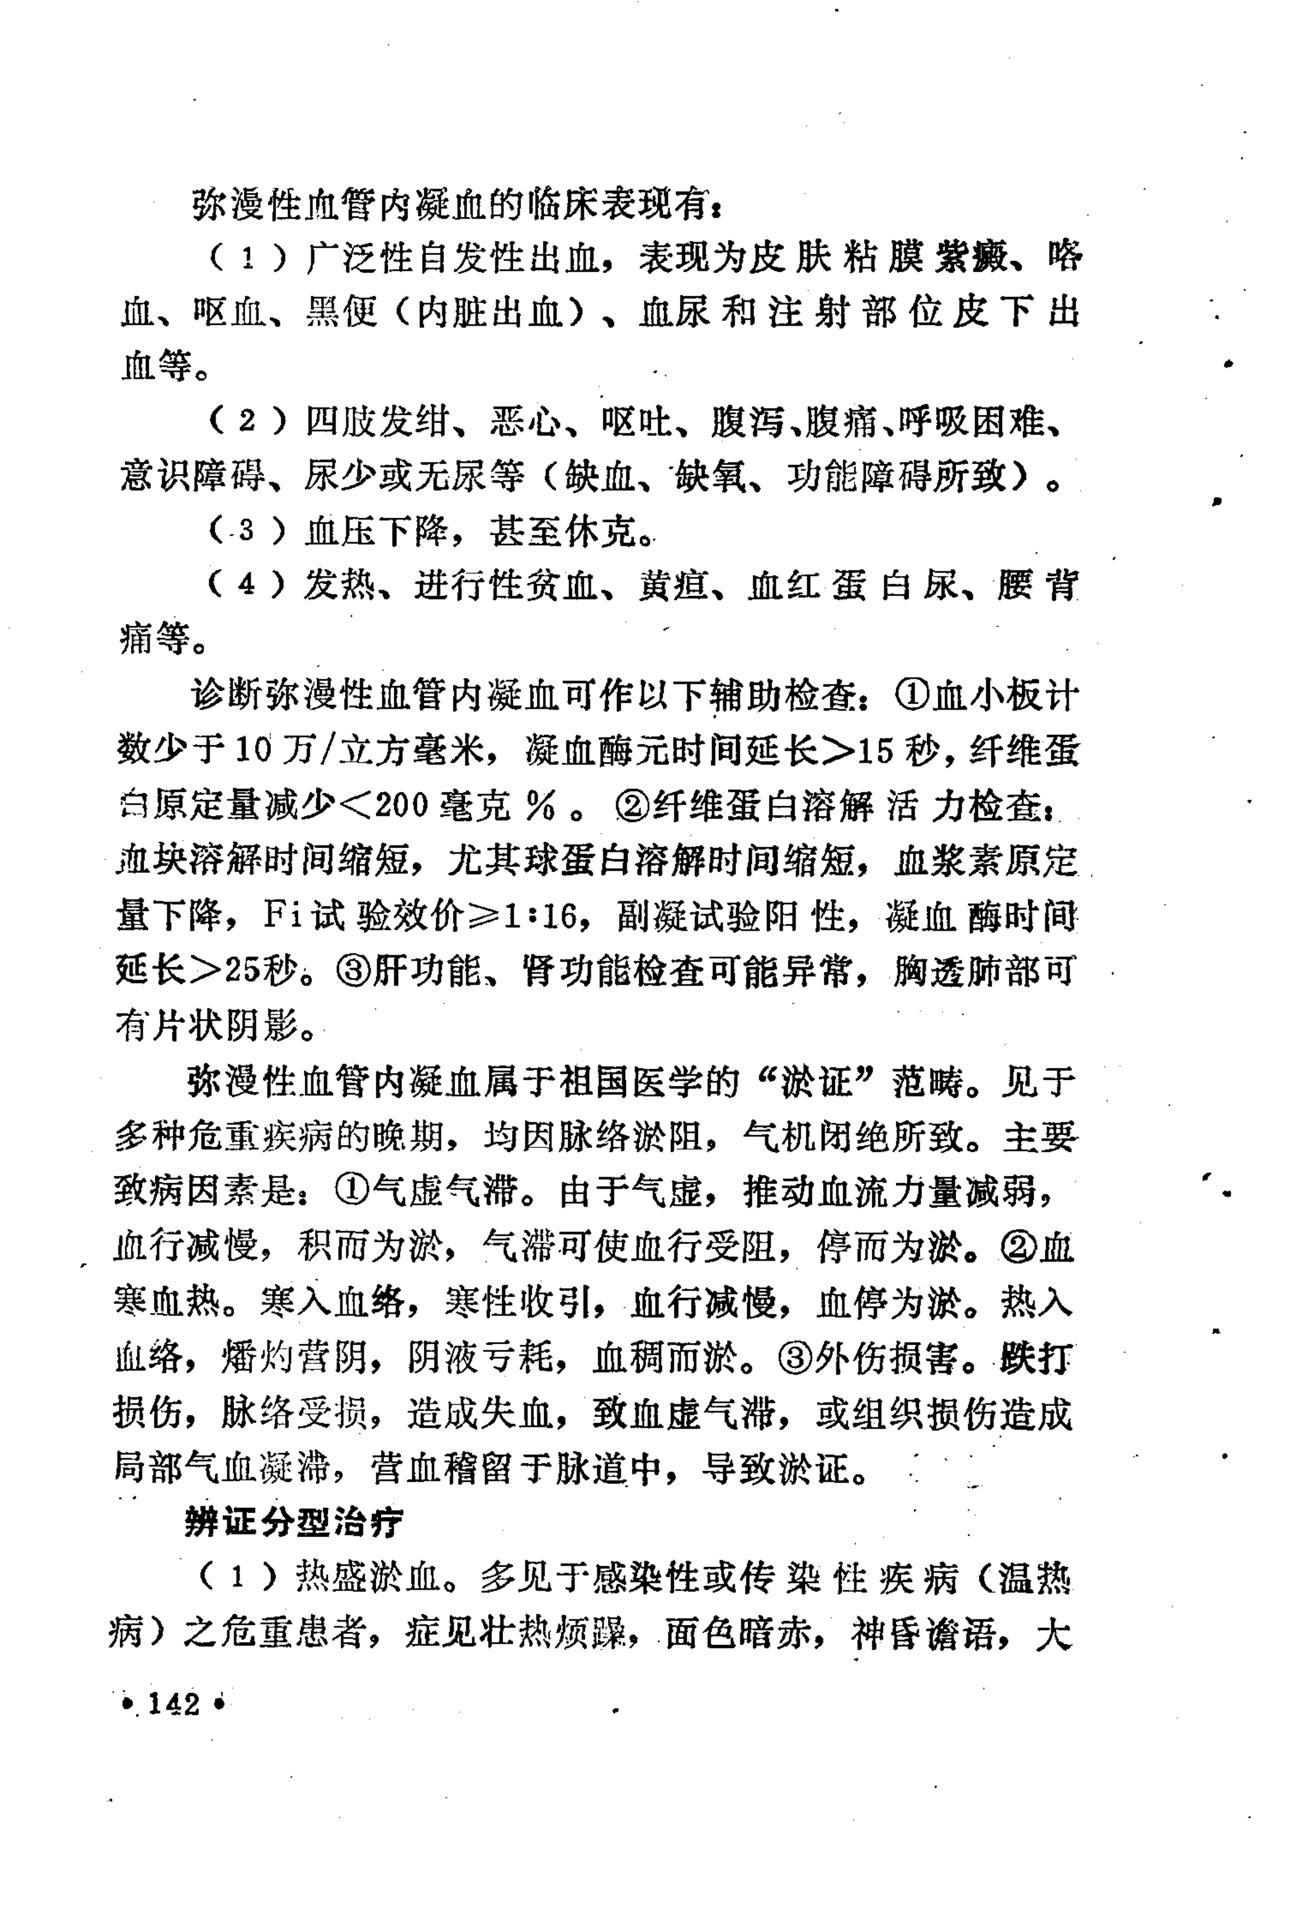 弥漫性血管内凝血的临床表现有：
（1）广泛性自发性出血，表现为皮肤粘膜紫癜、咯
血、呕血、黑便（内脏出血）、血尿和注射部位皮下出
血等。
（2）四肢发绀、恶心、呕吐、腹泻、腹痛、呼吸困难、
意识障碍、尿少或无尿等（缺血、缺氧、功能障碍所致）。
（3）血压下降，甚至休克。
（4）发热、进行性贫血、黄疸、血红蛋白尿、腰背
痛等。
诊断弥漫性血管内凝血可作以下辅助检查：①血小板计
数少于10万/立方毫米，凝血酶元时间延长＞15秒，纤维蛋
白原定量减少＜200毫克％。②纤维蛋白溶解活力检查：
血块溶解时间缩短，尤其球蛋白溶解时间缩短，血浆素原定
量下降，Fi试验效价≥1:16，副凝试验阳性，凝血酶时间
延长＞25秒。③肝功能、肾功能检查可能异常，胸透肺部可
有片状阴影。
弥漫性血管内凝血属于祖国医学的“淤证”范畴。见于
多种危重疾病的晚期，均因脉络淤阻，气机闭绝所致。主要
致病因素是：①气虚气滞。由于气虚，推动血流力量减弱，
血行减慢，积而为淤，气滞可使血行受阻，停而为淤。②血
寒血热。寒入血络，寒性收引，血行减慢，血停为淤。热入
血络，燔灼营阴，阴液亏耗，血稠而淤。③外伤损害。跌打
损伤，脉络受损，造成失血，致血虚气滞，或组织损伤造成
局部气血凝滞，营血稽留于脉道中，导致淤证。
辨证分型治疗
（1）热盛淤血。多见于感染性或传染性疾病（温热
病）之危重患者，症见壮热烦躁，面色暗赤，神昏谵语，大
•142•